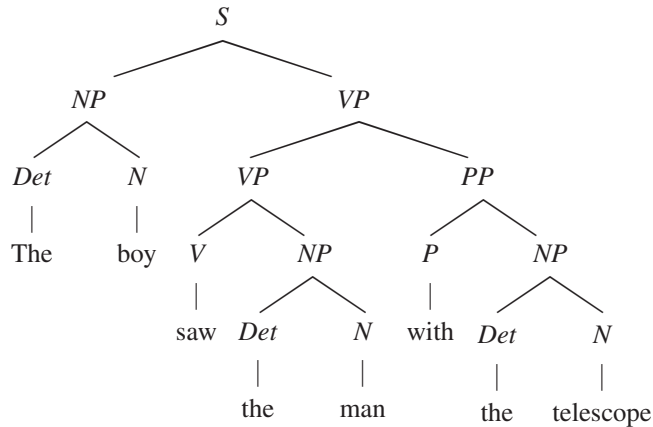 S
NP VP
Det N VP PP
The boy V NP P NP
saw Det N with Det N
the man the telescope